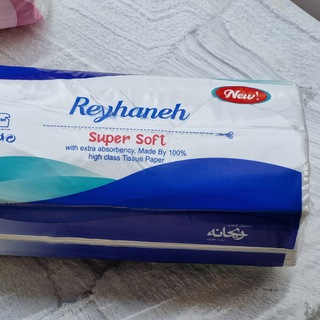 New!
Reyhaneh
Super Soft
with extra absorbency. Made By 100%
high class Tissue Paper
ریحانه